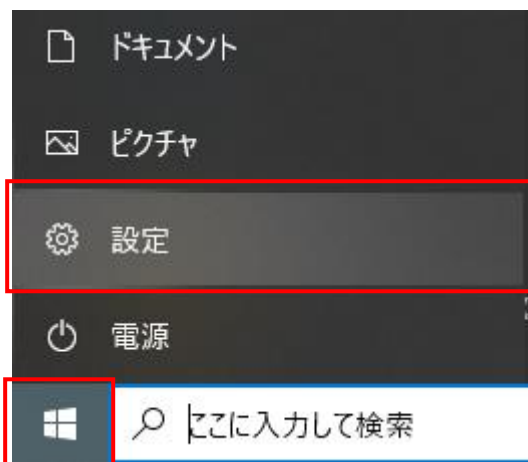 ドキュメント
ピクチャ
設定
電源
ここに入力して検索